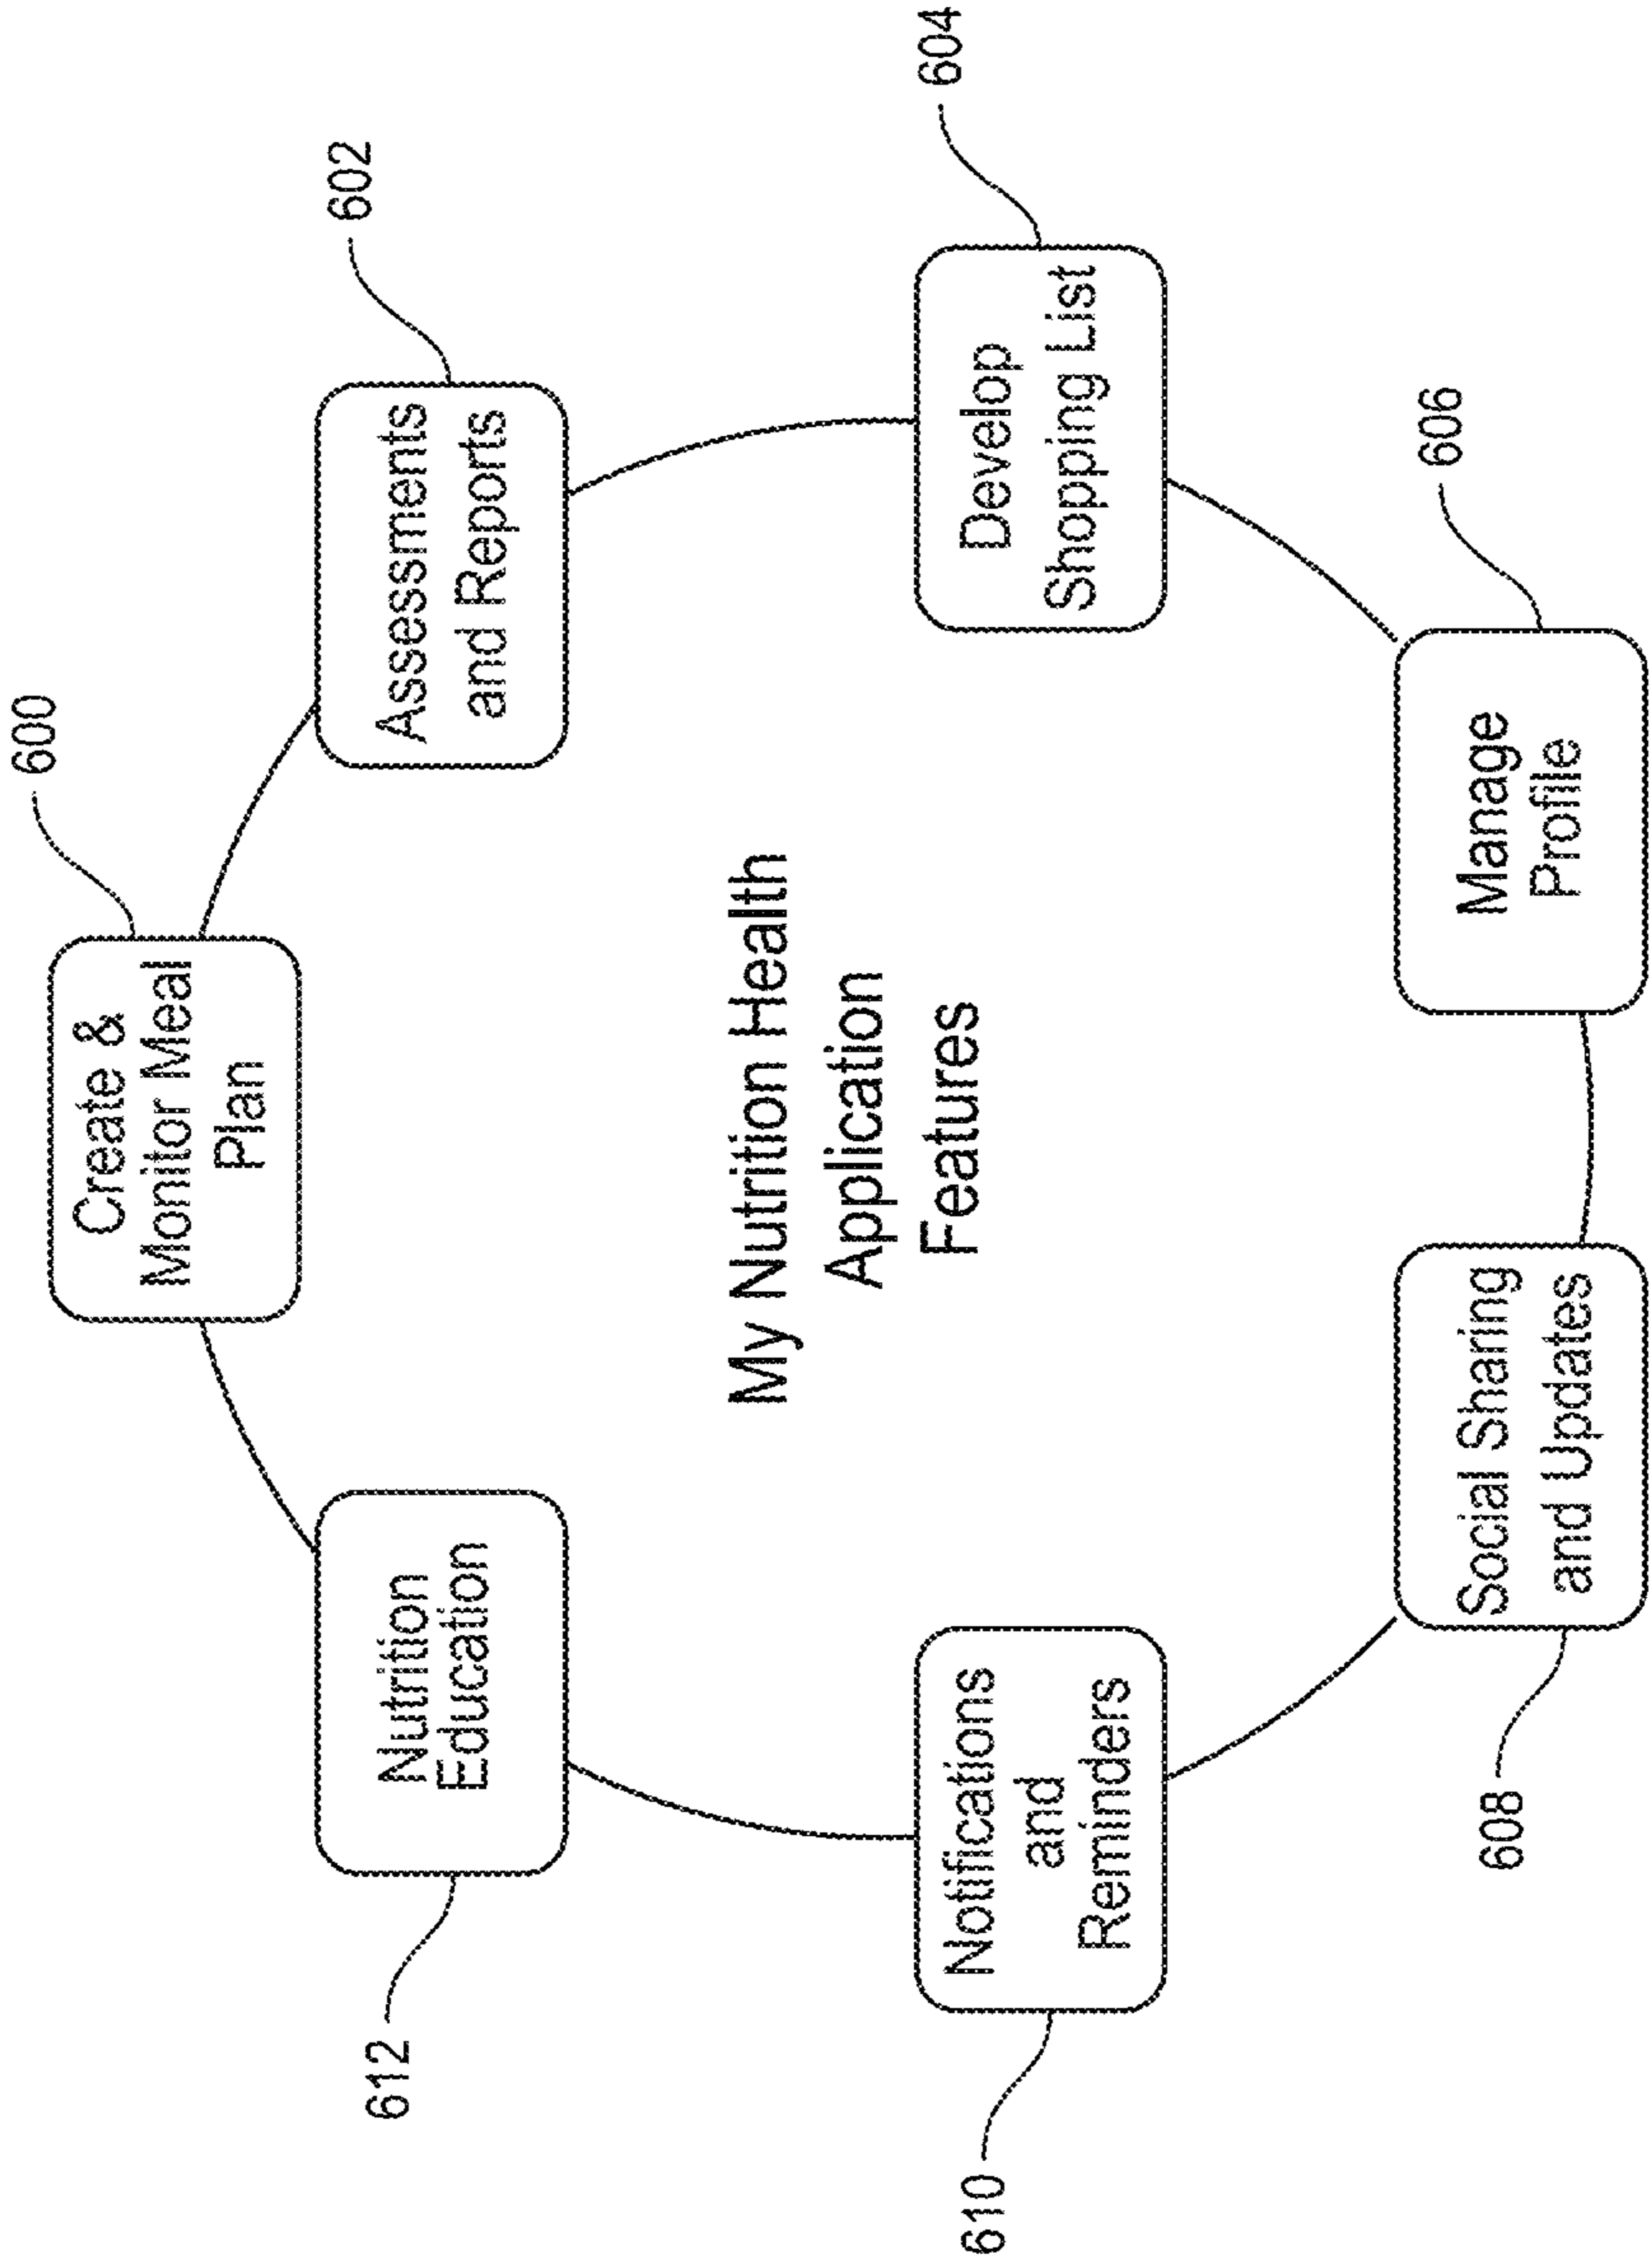 600
Create &
Monitor Meal
Plan
602
Assessments
and Reports
604
Develop
Shopping List
606
Manage
Profile
608
Social Sharing
and Updates
610
Notifications
and
Reminders
612
Nutrition
Education
My Nutrition Health
Application
Features